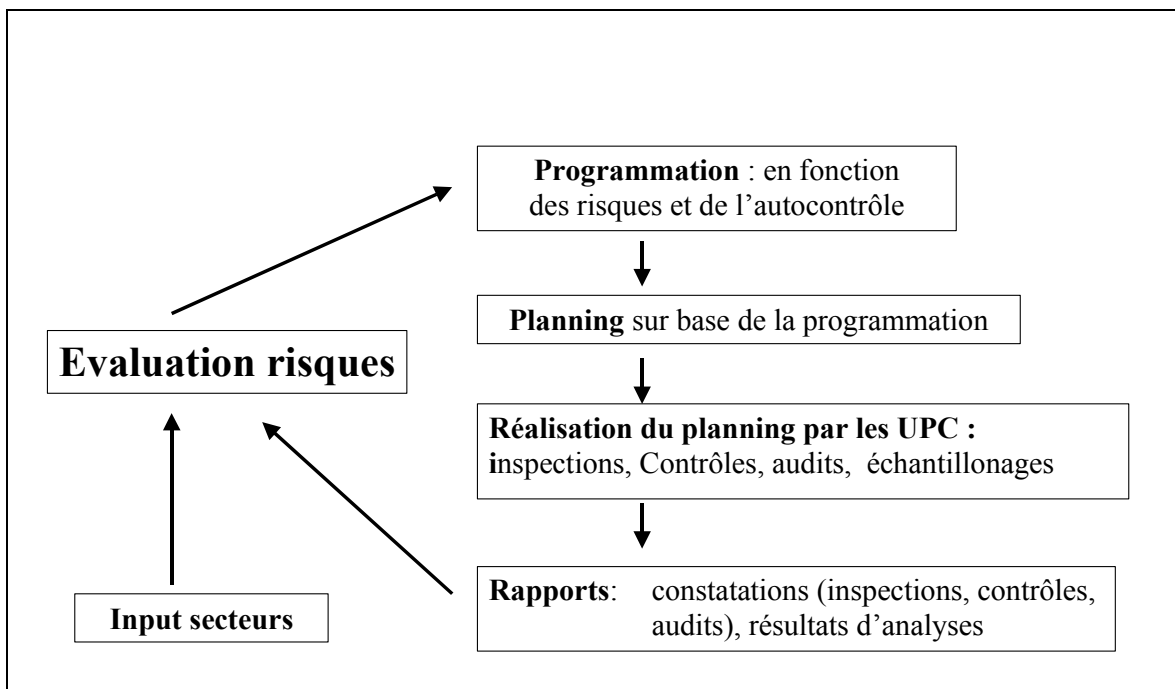 Programmation : en fonction
des risques et de l’autocontrôle
Planning sur base de la programmation
Evaluation risques
Réalisation du planning par les UPC :
inspections, Contrôles, audits, échantillonages
Rapports: constatations (inspections, contrôles,
audits), résultats d’analyses
Input secteurs